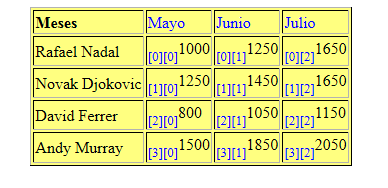 Meses Mayo Junio Julio
Rafael Nadal [0][0]1000 [0][1]1250 [0][2]1650
Novak Djokovic [1][0]1250 [1][1]1450 [1][2]1650
David Ferrer [2][0]800 [2][1]1050 [2][2]1150
Andy Murray [3][0]1500 [3][1]1850 [3][2]2050